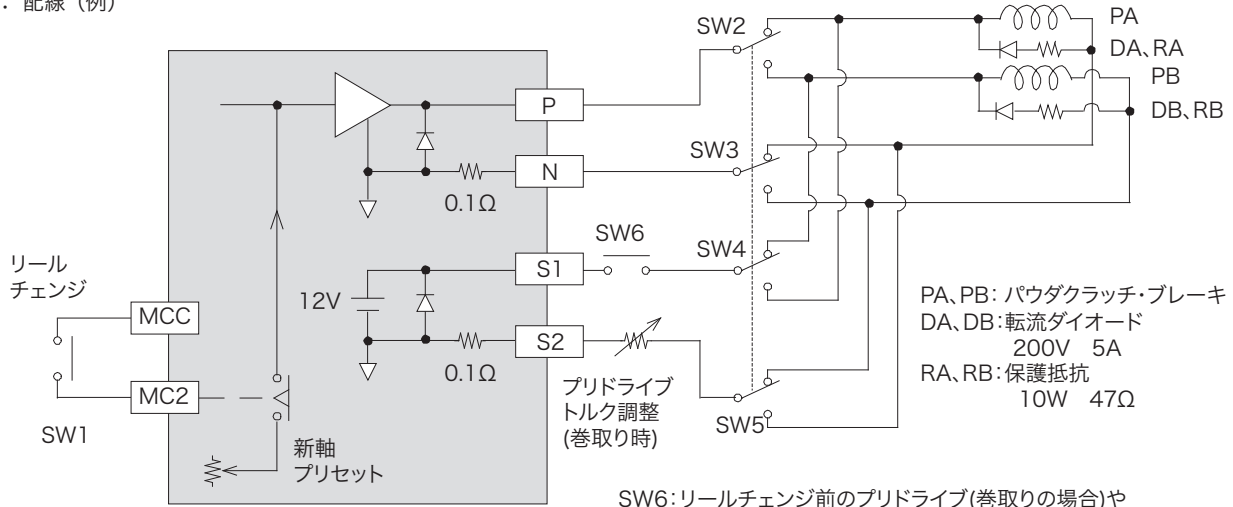 ：配線（例）
SW2
PA
DA、RA
PB
DB、RB
P
N
0.1Ω
SW3
SW6
SW4
リール
チェンジ
S1
12V
MCC
S2
0.1Ω
MC2
SW1
新軸
プリセット
プリドライブ
トルク調整
(巻取り時)
SW5
PA、PB：パウダクラッチ・ブレーキ
DA、DB：転流ダイオード
200V 5A
RA、RB：保護抵抗
10W 47Ω
SW6：リールチェンジ前のプリドライブ(巻取りの場合)や